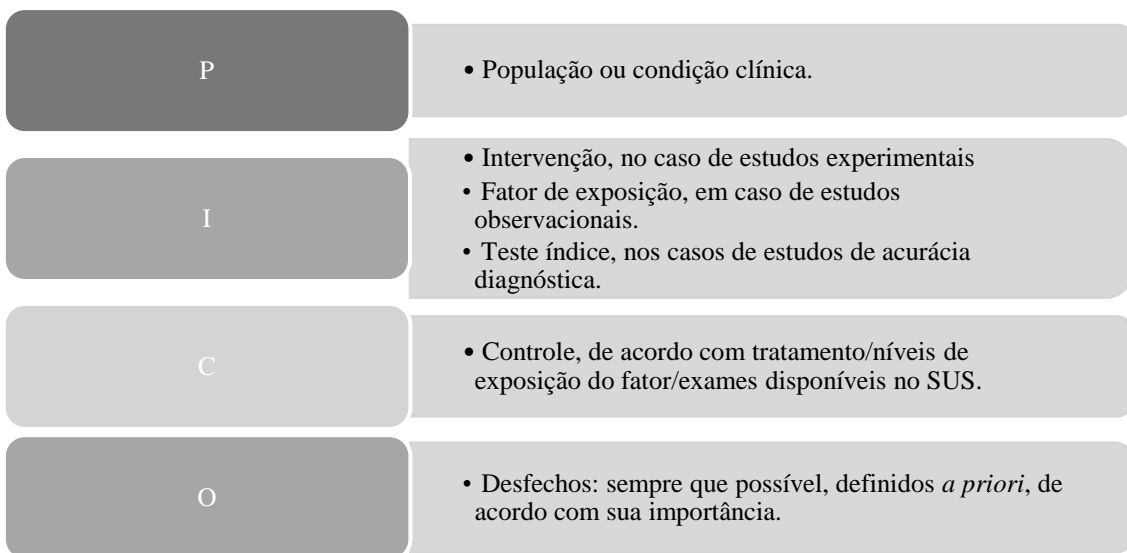 P
• População ou condição clínica.
I
• Intervenção, no caso de estudos experimentais
• Fator de exposição, em caso de estudos
observacionais.
• Teste índice, nos casos de estudos de acurácia
diagnóstica.
C
• Controle, de acordo com tratamento/níveis de
exposição do fator/exames disponíveis no SUS.
O
• Desfechos: sempre que possível, definidos a priori, de
acordo com sua importância.